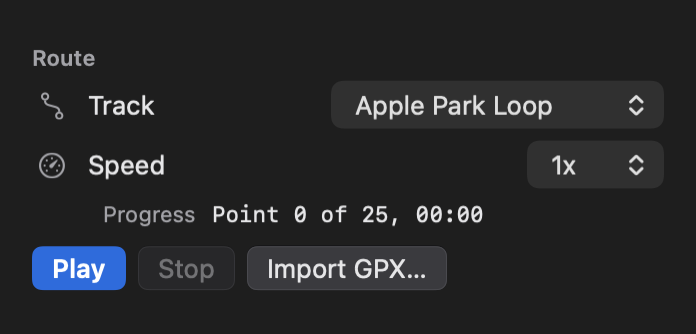 Route
Track Apple Park Loop
Speed 1x
Progress Point 0 of 25, 00:00
Play Stop Import GPX...